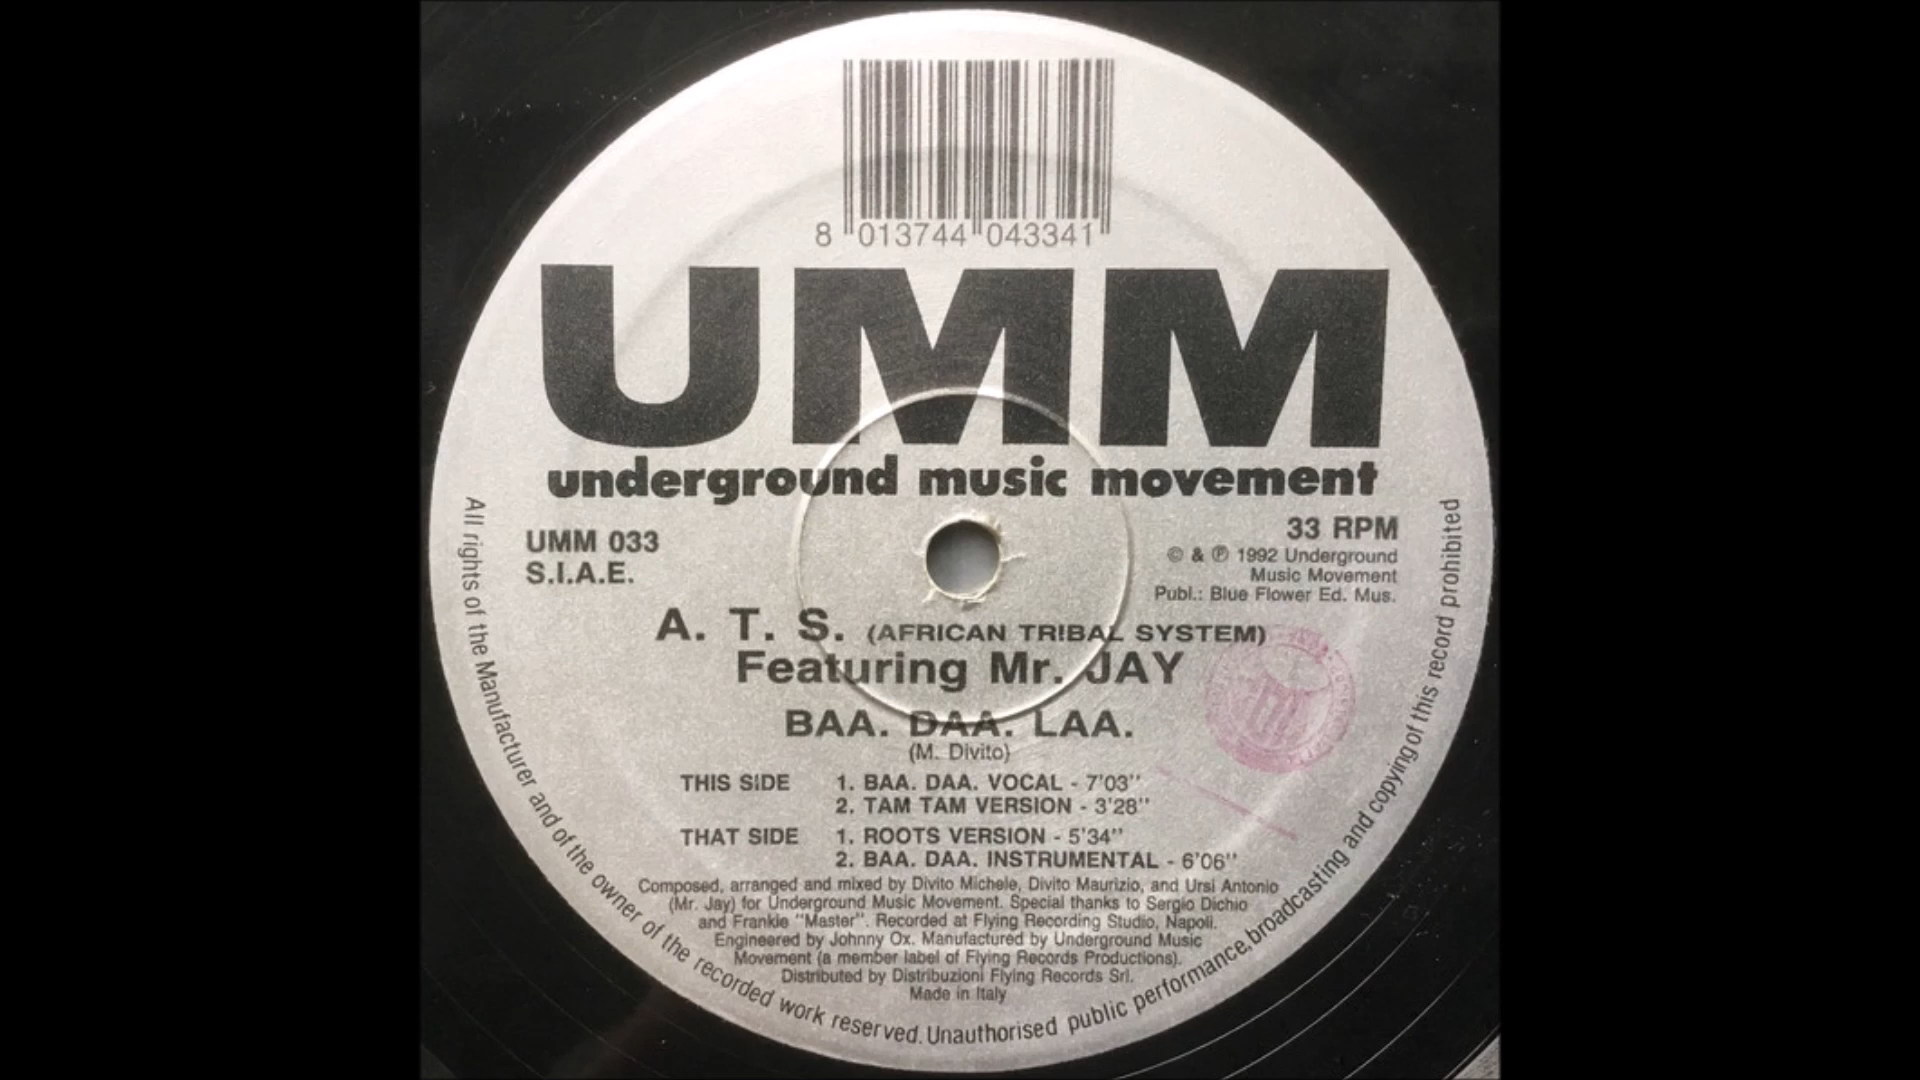 8 013744 043341
UMM
underground music movement
UMM 033
S.I.A.E.
33 RPM
© & ℗ 1992 Underground
Music Movement
Publ.: Blue Flower Ed. Mus.
A. T. S. (AFRICAN TRIBAL SYSTEM)
Featuring Mr. JAY
BAA. DAA. LAA.
(M. Divito)
THIS SIDE 1. BAA. DAA. VOCAL - 7'03''
2. TAM TAM VERSION - 3'28''
THAT SIDE 1. ROOTS VERSION - 5'34''
2. BAA. DAA. INSTRUMENTAL - 6'06''
Composed, arranged and mixed by Divito Michele, Divito Maurizio, and Ursi Antonio
(Mr. Jay) for Underground Music Movement. Special thanks to Sergio Dichio
and Frankie "Master". Recorded at Flying Recording Studio, Napoli.
Engineered by Johnny Ox. Manufactured by Underground Music
Movement (a member label of Flying Records Productions).
Distributed by Distribuzioni Flying Records Srl.
Made in Italy
All rights of the Manufacturer and of the owner of the recorded work reserved. Unauthorised public performance, broadcasting and copying of this record prohibited